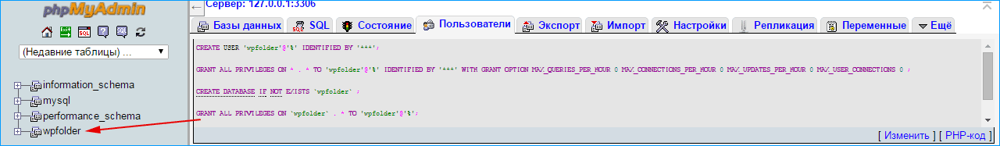 phpMyAdmin
(Недавние таблицы) ...
information_schema
mysql
performance_schema
wpfolder
Сервер: 127.0.0.1:3306
Базы данных SQL Состояние Пользователи Экспорт Импорт Настройки Репликация Переменные Ещё
CREATE USER 'wpfolder'@'%' IDENTIFIED BY '***';
GRANT ALL PRIVILEGES ON * . * TO 'wpfolder'@'%' IDENTIFIED BY '***' WITH GRANT OPTION MAX_QUERIES_PER_HOUR 0 MAX_CONNECTIONS_PER_HOUR 0 MAX_UPDATES_PER_HOUR 0 MAX_USER_CONNECTIONS 0 ;
CREATE DATABASE IF NOT EXISTS `wpfolder` ;
GRANT ALL PRIVILEGES ON `wpfolder` . * TO 'wpfolder'@'%';
[ Изменить ] [ PHP-код ]